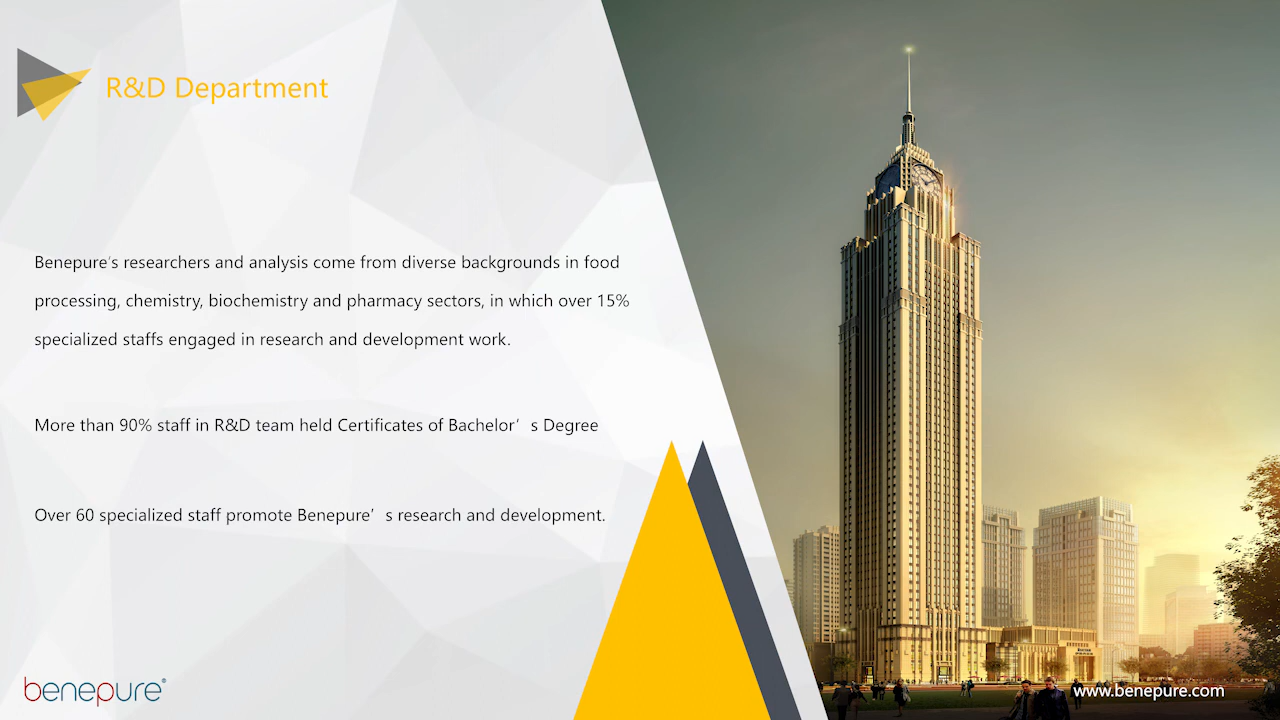 R&D Department
Benepure's researchers and analysis come from diverse backgrounds in food
processing, chemistry, biochemistry and pharmacy sectors, in which over 15%
specialized staffs engaged in research and development work.
More than 90% staff in R&D team held Certificates of Bachelor’s Degree
Over 60 specialized staff promote Benepure’s research and development.
benepure®
www.benepure.com